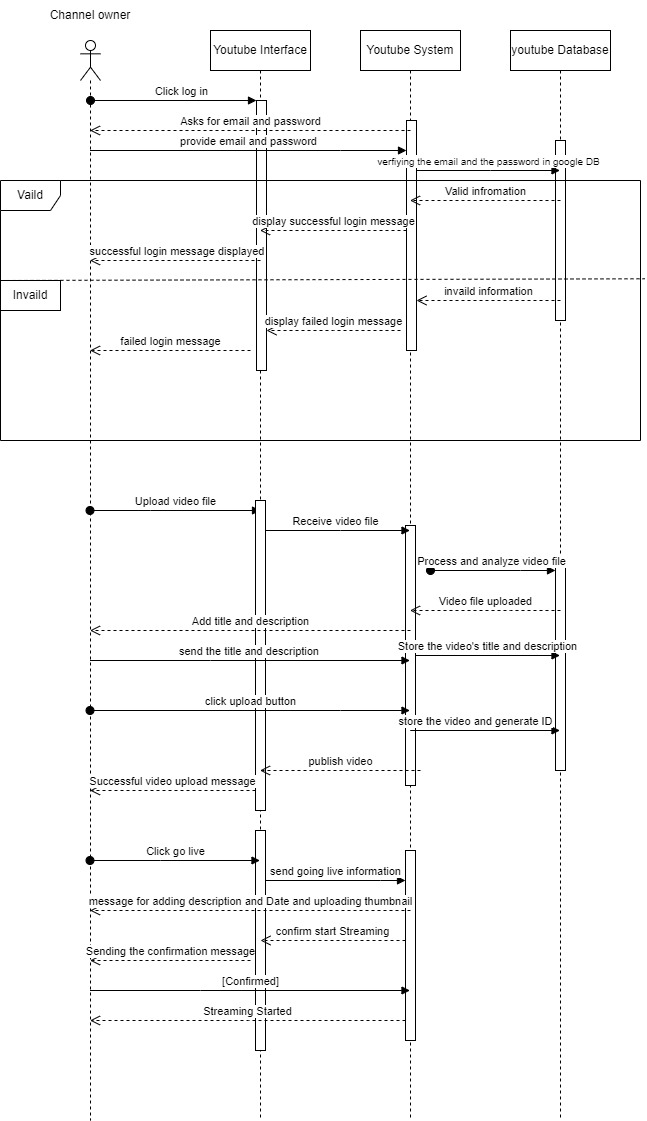 Channel owner
Youtube Interface
Youtube System
youtube Database
Click log in
Asks for email and password
provide email and password
verfiying the email and the password in google DB
Vaild
Valid infromation
display successful login message
successful login message displayed
Invaild
invaild information
display failed login message
failed login message
Upload video file
Receive video file
Process and analyze video file
Video file uploaded
Add title and description
Store the video's title and description
send the title and description
click upload button
store the video and generate ID
publish video
Successful video upload message
Click go live
send going live information
message for adding description and Date and uploading thumbnail
confirm start Streaming
Sending the confirmation message
[Confirmed]
Streaming Started